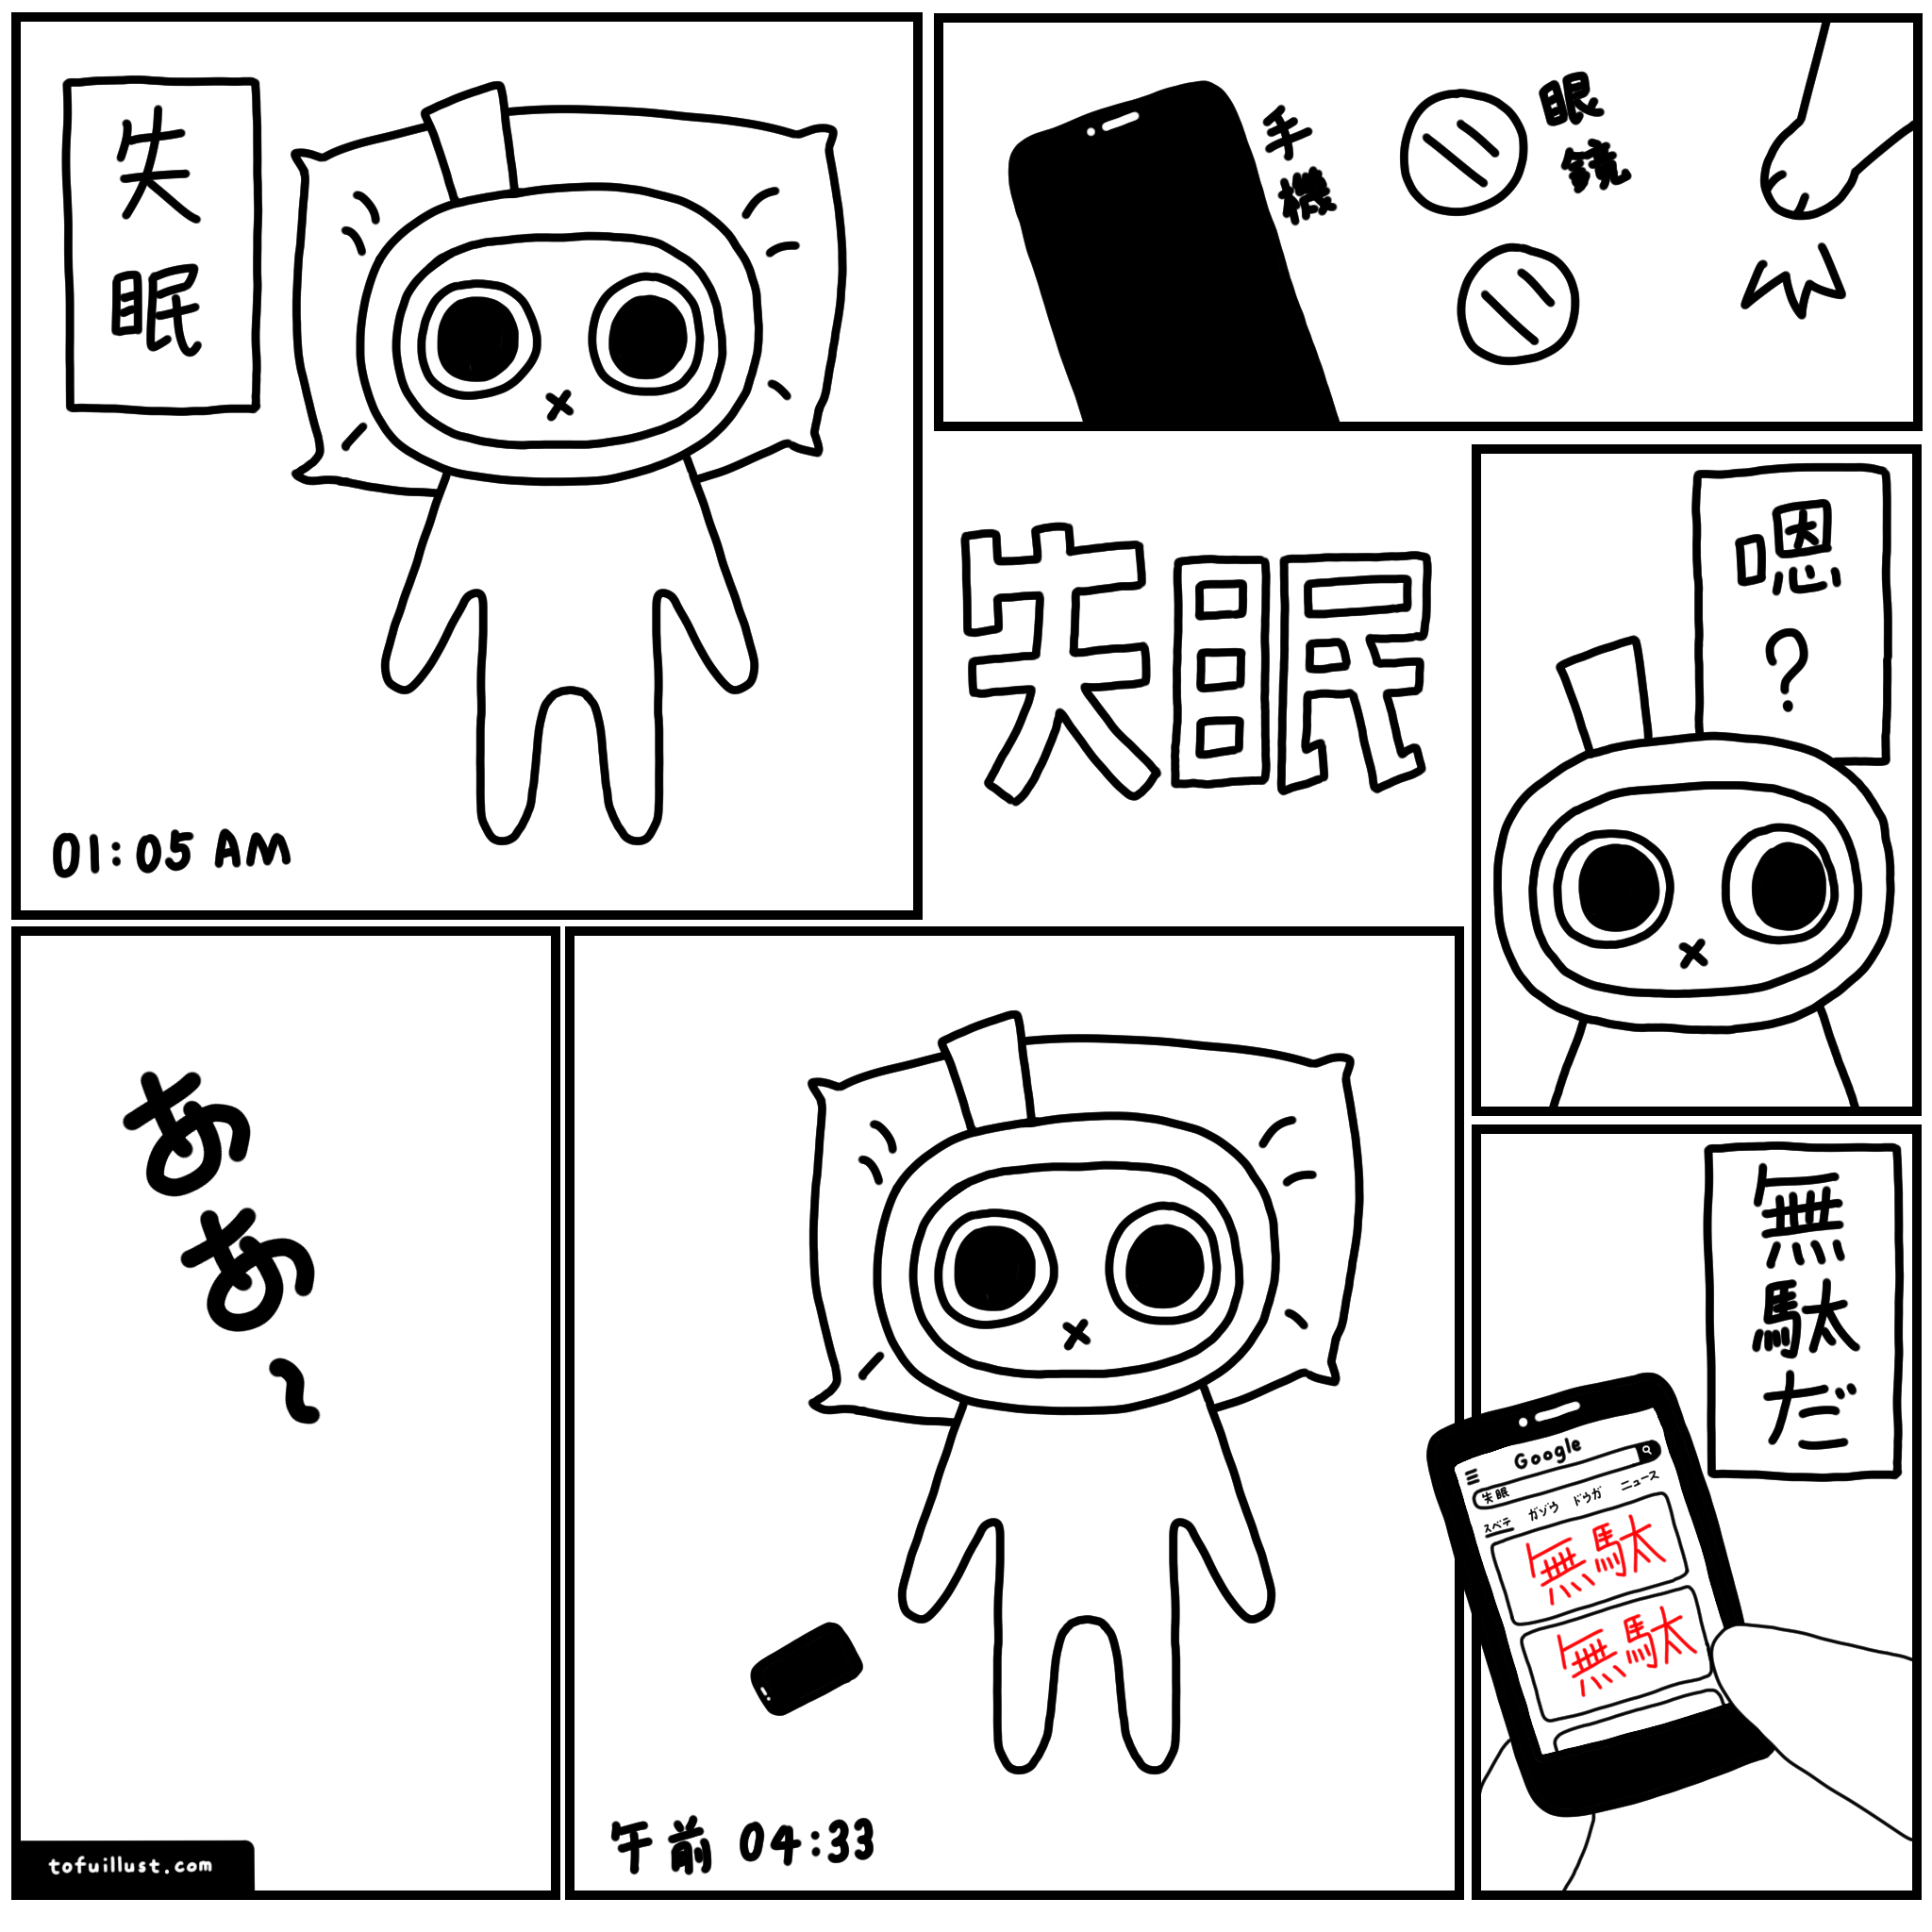 失眠
01:05 AM
手機
眼鏡
失眠
嗯?
無駄だ
Google
失眠
スベテ ガゾウ ドウガ ニュース
無駄
無駄
午前 04:33
ああ~
tofuillust.com